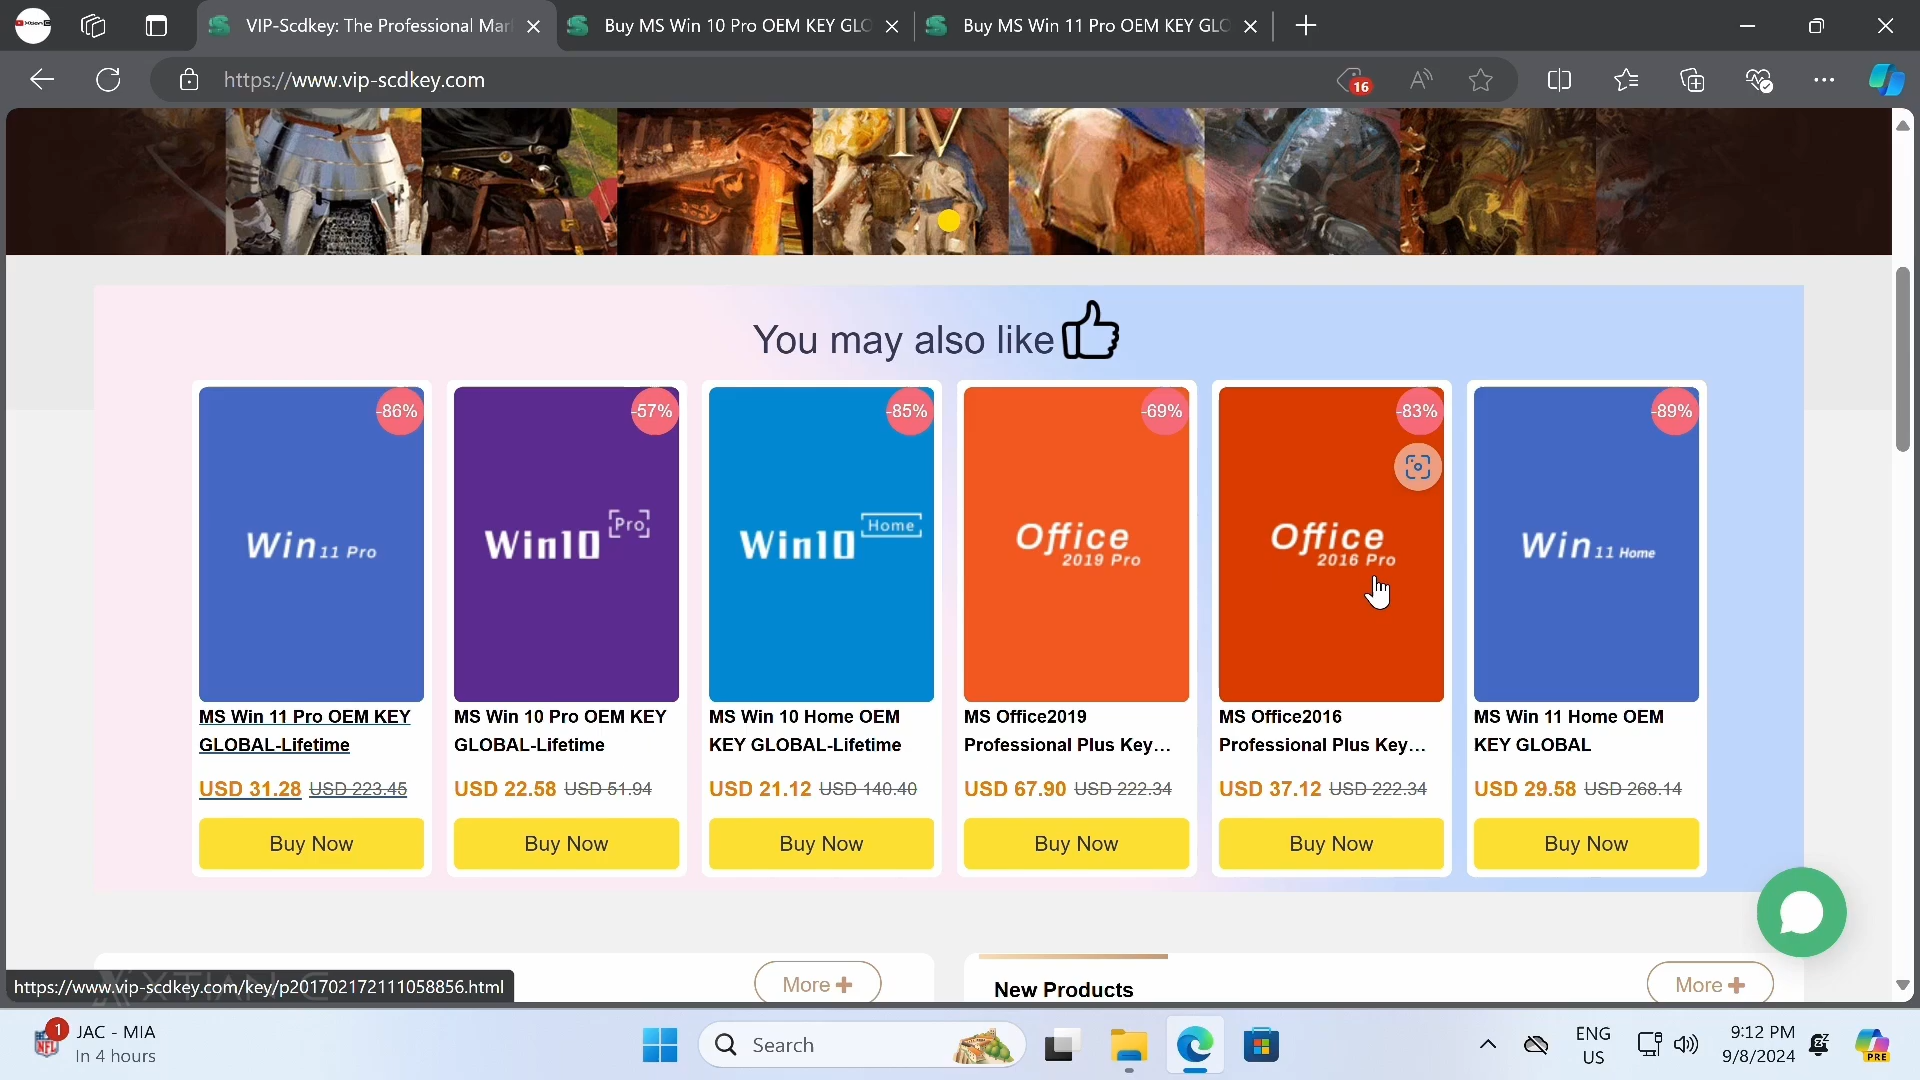 VIP-Scdkey: The Professional Mar
Buy MS Win 10 Pro OEM KEY GLO
Buy MS Win 11 Pro OEM KEY GLO
https://www.vip-scdkey.com
16
IV
You may also like
-86%
-57%
-85%
-69%
-83%
-89%
Win 11 Pro
Win10 Pro
Win10 Home
Office 2019 Pro
Office 2016 Pro
Win 11 Home
MS Win 11 Pro OEM KEY
GLOBAL-Lifetime
USD 31.28 USD 223.45
Buy Now
MS Win 10 Pro OEM KEY
GLOBAL-Lifetime
USD 22.58 USD 51.94
Buy Now
MS Win 10 Home OEM
KEY GLOBAL-Lifetime
USD 21.12 USD 140.40
Buy Now
MS Office2019
Professional Plus Key...
USD 67.90 USD 222.34
Buy Now
MS Office2016
Professional Plus Key...
USD 37.12 USD 222.34
Buy Now
MS Win 11 Home OEM
KEY GLOBAL
USD 29.58 USD 268.14
Buy Now
More
New Products
More
https://www.vip-scdkey.com/key/p201702172111058856.html
1
JAC - MIA
In 4 hours
Search
ENG
US
9:12 PM
9/8/2024
PRE